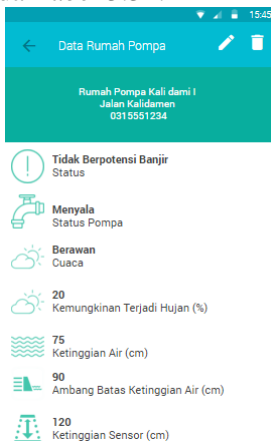 15:45
Data Rumah Pompa
Rumah Pompa Kali dami I
Jalan Kalidamen
0315551234
Tidak Berpotensi Banjir
Status
Menyala
Status Pompa
Berawan
Cuaca
20
Kemungkinan Terjadi Hujan (%)
75
Ketinggian Air (cm)
90
Ambang Batas Ketinggian Air (cm)
120
Ketinggian Sensor (cm)